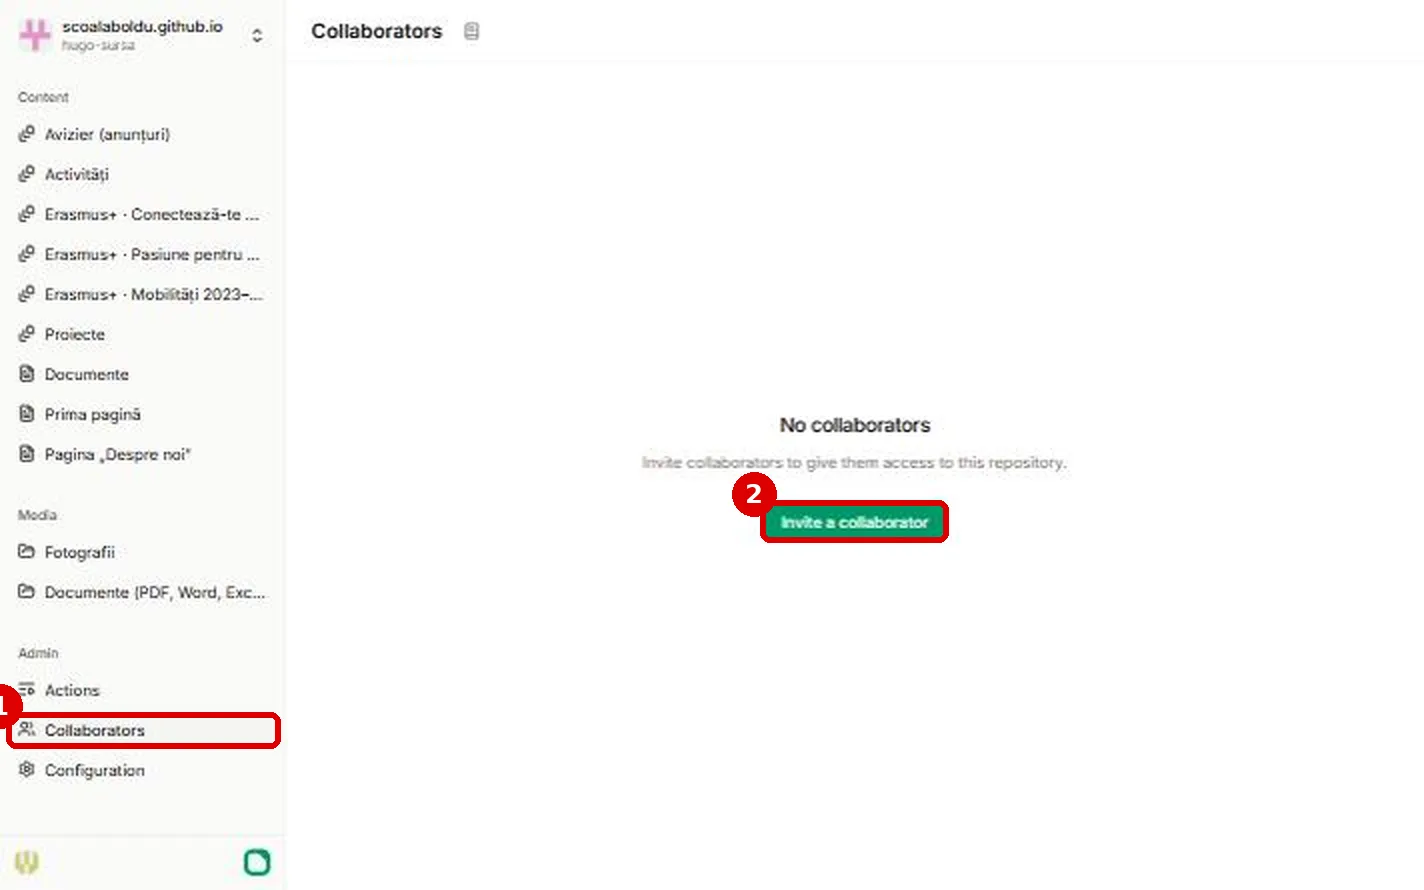 scoalaboldu.github.io
hugo-sursa
Content
Avizier (anunțuri)
Activități
Erasmus+ · Conectează-te ...
Erasmus+ · Pasiune pentru ...
Erasmus+ · Mobilități 2023-...
Proiecte
Documente
Prima pagină
Pagina „Despre noi”
Media
Fotografii
Documente (PDF, Word, Exc...
Admin
Actions
1
Collaborators
Configuration
Collaborators
No collaborators
Invite collaborators to give them access to this repository.
2
Invite a collaborator